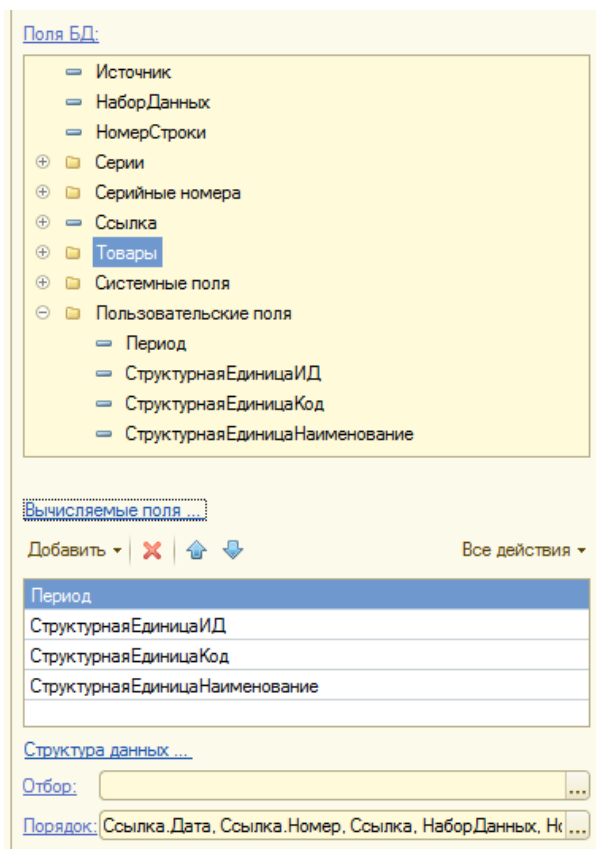 Поля БД:
Источник
НаборДанных
НомерСтроки
Серии
Серийные номера
Ссылка
Товары
Системные поля
Пользовательские поля
Период
СтруктурнаяЕдиницаИД
СтруктурнаяЕдиницаКод
СтруктурнаяЕдиницаНаименование
Вычисляемые поля ...
Добавить Все действия
Период
СтруктурнаяЕдиницаИД
СтруктурнаяЕдиницаКод
СтруктурнаяЕдиницаНаименование
Структура данных ...
Отбор: ...
Порядок: Ссылка.Дата, Ссылка.Номер, Ссылка, НаборДанных, ...